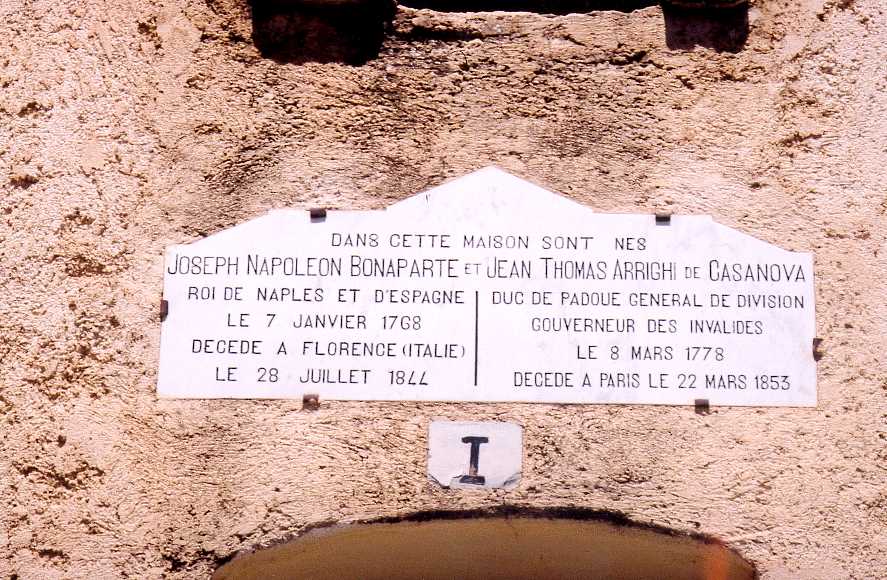 DANS CETTE MAISON SONT NES
JOSEPH NAPOLEON BONAPARTE ET JEAN THOMAS ARRIGHI DE CASANOVA
ROI DE NAPLES ET D'ESPAGNE
LE 7 JANVIER 1768
DECEDE A FLORENCE (ITALIE)
LE 28 JUILLET 1844
DUC DE PADOUE GENERAL DE DIVISION
GOUVERNEUR DES INVALIDES
LE 8 MARS 1778
DECEDE A PARIS LE 22 MARS 1853
I